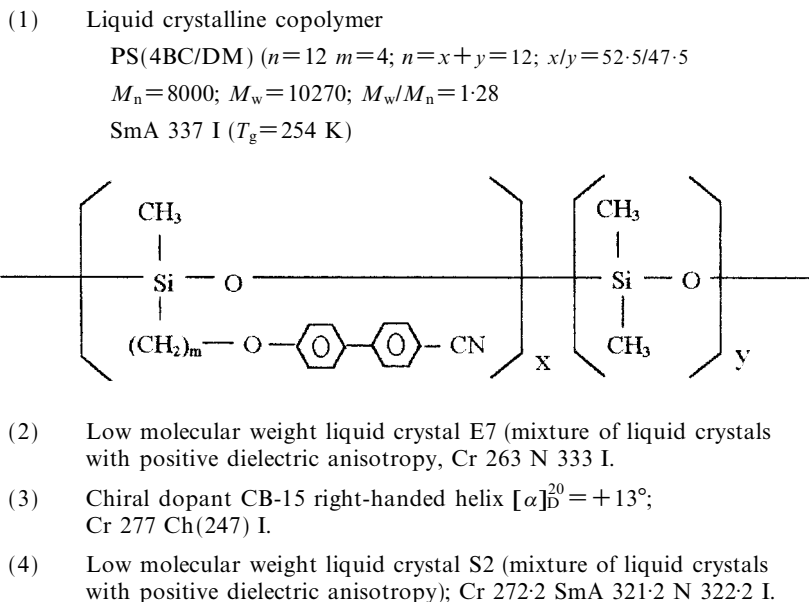 (1) Liquid crystalline copolymer
PS(4BC/DM) (n=12 m=4; n=x+y=12; x/y=52·5/47·5
Mn=8000; Mw=10270; Mw/Mn=1·28
SmA 337 I (Tg=254 K)
CH3 CH3
Si — O Si — O
(CH2)m — O — O — O — CN CH3
x y
(2) Low molecular weight liquid crystal E7 (mixture of liquid crystals
with positive dielectric anisotropy, Cr 263 N 333 I.
(3) Chiral dopant CB-15 right-handed helix [α]20D=+13°;
Cr 277 Ch(247) I.
(4) Low molecular weight liquid crystal S2 (mixture of liquid crystals
with positive dielectric anisotropy); Cr 272·2 SmA 321·2 N 322·2 I.